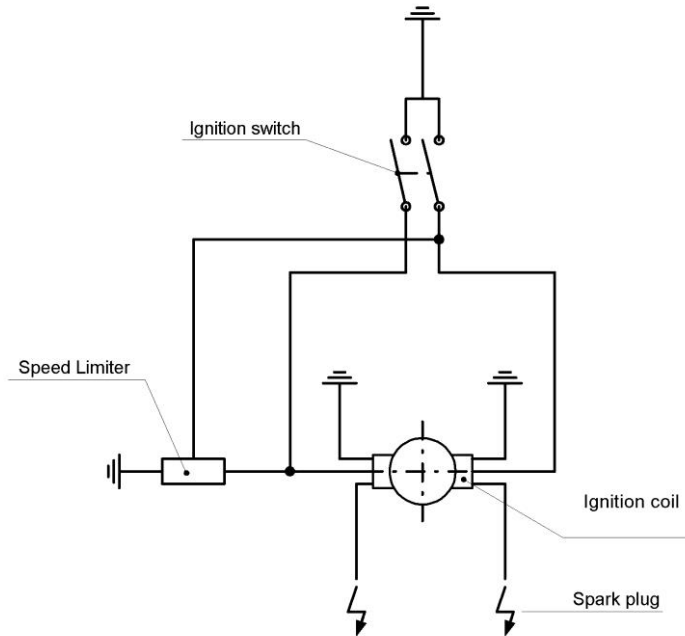 Ignition switch
Speed Limiter
Ignition coil
Spark plug